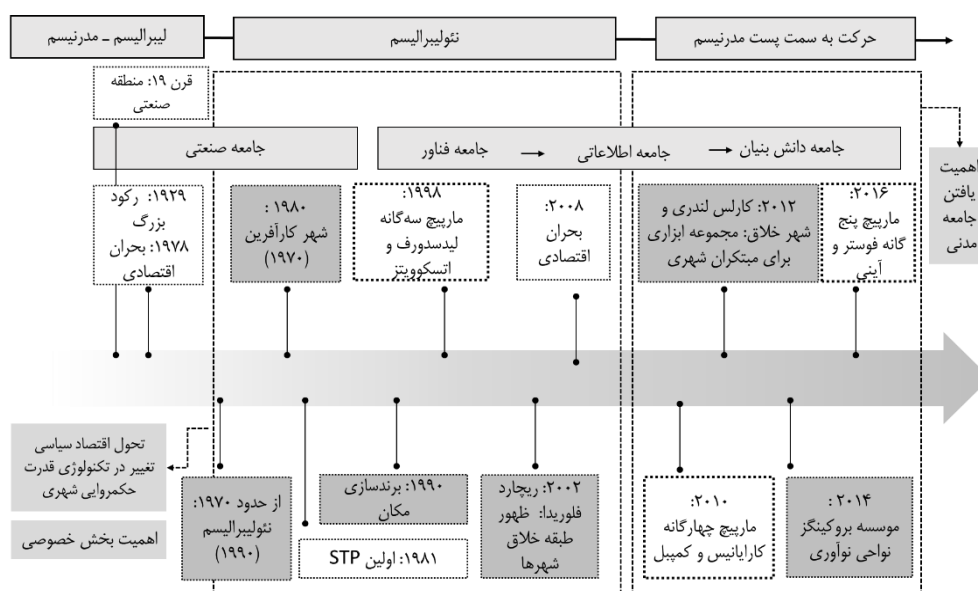 لیبرالیسم ـ مدرنیسم
نئولیبرالیسم
حرکت به سمت پست مدرنیسم
قرن ۱۹: منطقه
صنعتی
جامعه صنعتی
جامعه فناور
جامعه اطلاعاتی
جامعه دانش بنیان
اهمیت
یافتن
جامعه
مدنی
۱۹۲۹: رکود
بزرگ
۱۹۷۸: بحران
اقتصادی
۱۹۸۰ :
شهر کارآفرین
(۱۹۷۰)
۱۹۹۸:
مارپیچ سه‌گانه
لیدسدورف و
اتسکوویتز
۲۰۰۸:
بحران
اقتصادی
۲۰۱۲: کارلس لندری و
شهر خلاق: مجموعه ابزاری
برای مبتکران شهری
۲۰۱۶:
مارپیچ پنج
گانه فوستر و
آینی
تحول اقتصاد سیاسی
تغییر در تکنولوژی قدرت
حکمروایی شهری
اهمیت بخش خصوصی
از حدود ۱۹۷۰:
نئولیبرالیسم
(۱۹۹۰)
۱۹۹۰: برندسازی
مکان
۱۹۸۱: اولین STP
۲۰۰۲: ریچارد
فلوریدا: ظهور
طبقه خلاق
شهرها
۲۰۱۰:
مارپیچ چهارگانه
کارایانیس و کمپبل
۲۰۱۴ :
موسسه بروکینگز
نواحی نوآوری